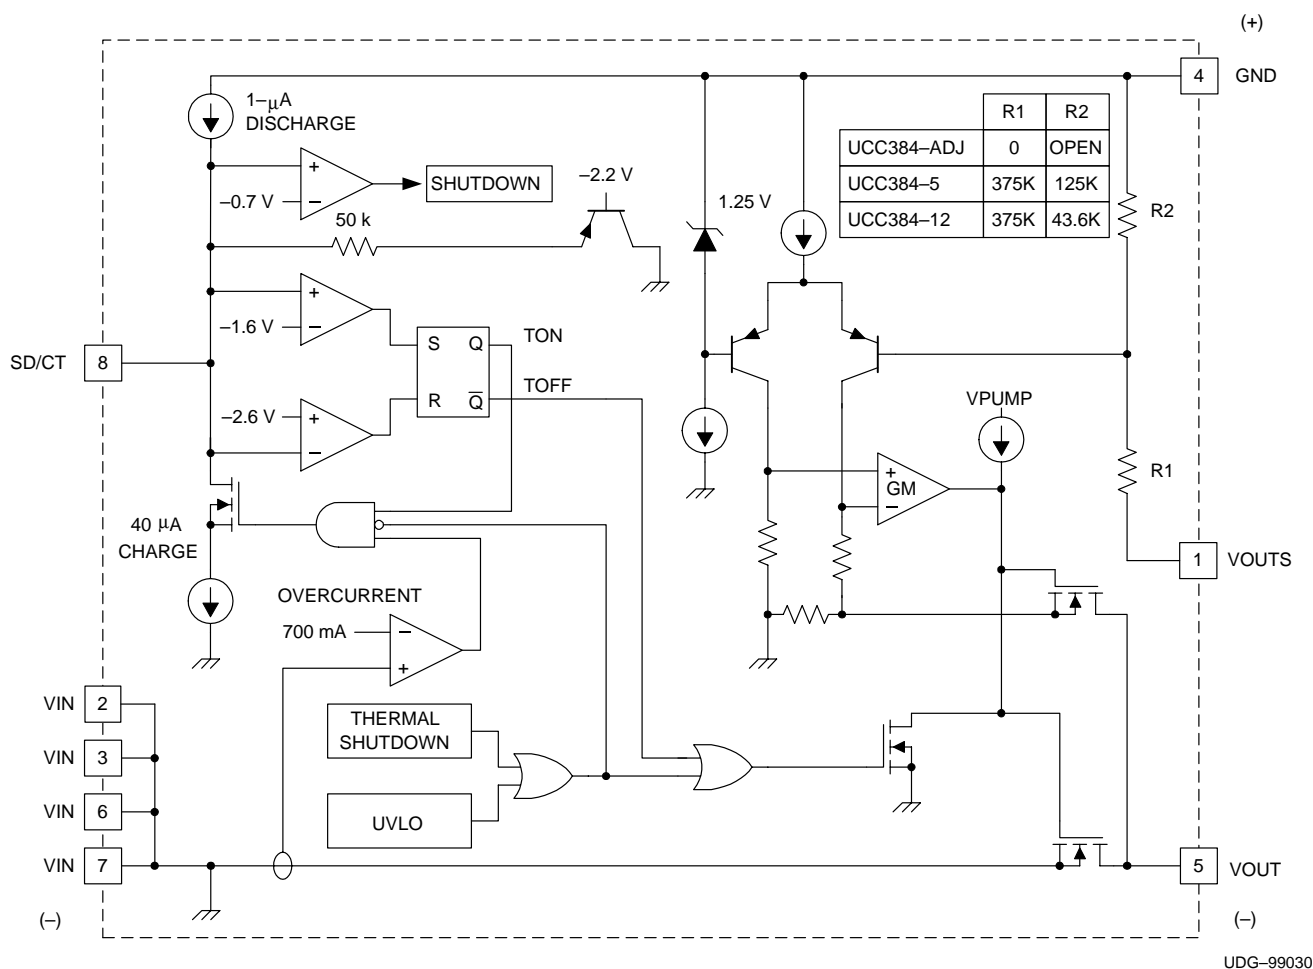 (+)
4
GND
1–μA
DISCHARGE
R1 R2
UCC384–ADJ 0 OPEN
UCC384–5 375K 125K
UCC384–12 375K 43.6K
+
–0.7 V
–
SHUTDOWN
–2.2 V
50 k
1.25 V
R2
+
–1.6 V
–
S Q
TON
R Q̅
TOFF
SD/CT
8
–2.6 V
+
–
VPUMP
+
GM
–
R1
40 μA
CHARGE
1
VOUTS
OVERCURRENT
700 mA
–
+
VIN 2
VIN 3
VIN 6
VIN 7
THERMAL
SHUTDOWN
UVLO
5
VOUT
(–)
(–)
UDG–99030